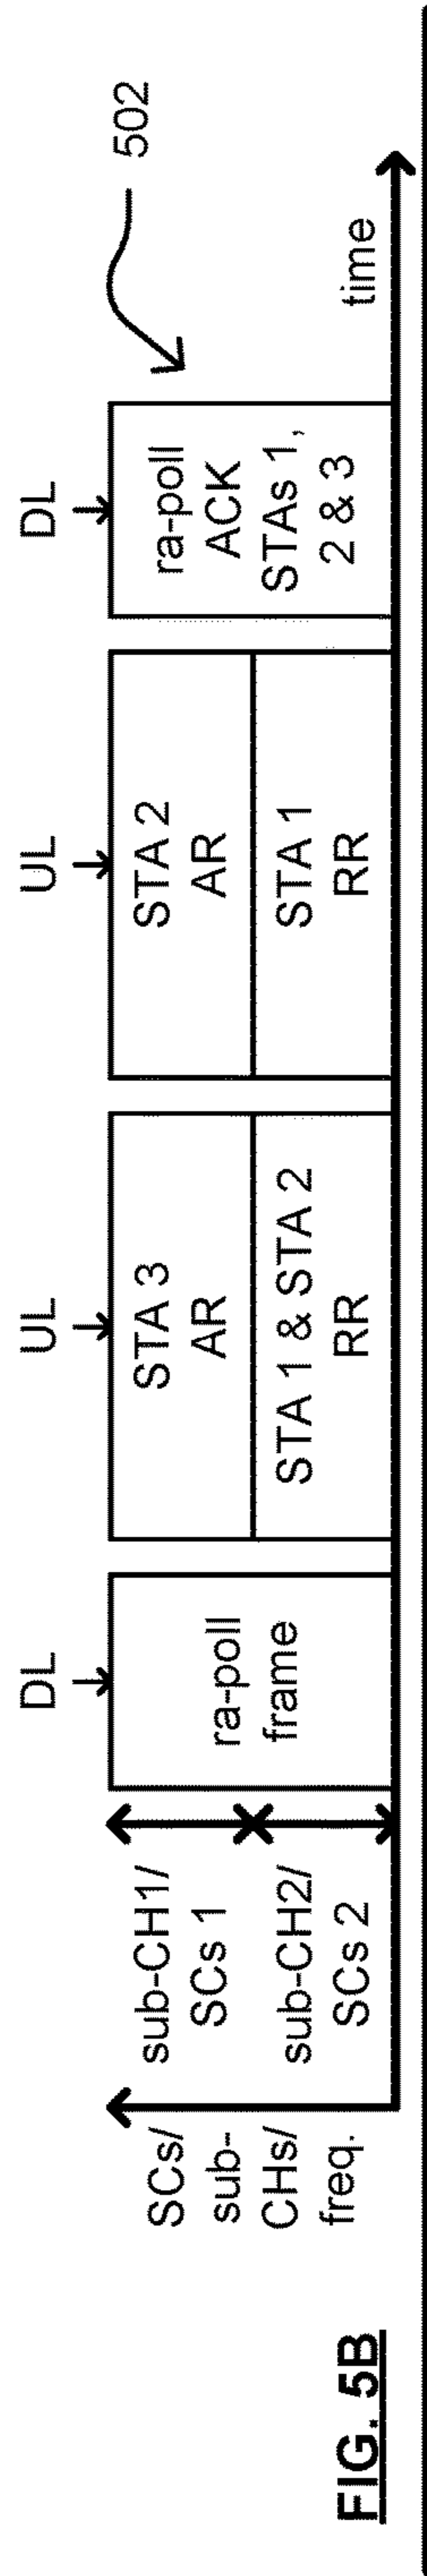 FIG. 5B
SCs/
sub-
CHs/
freq.
sub-CH1/
SCs 1
sub-CH2/
SCs 2
DL
ra-poll
frame
UL
STA 3
AR
STA 1 & STA 2
RR
UL
STA 2
AR
STA 1
RR
DL
ra-poll
ACK
STAs 1,
2 & 3
time
502